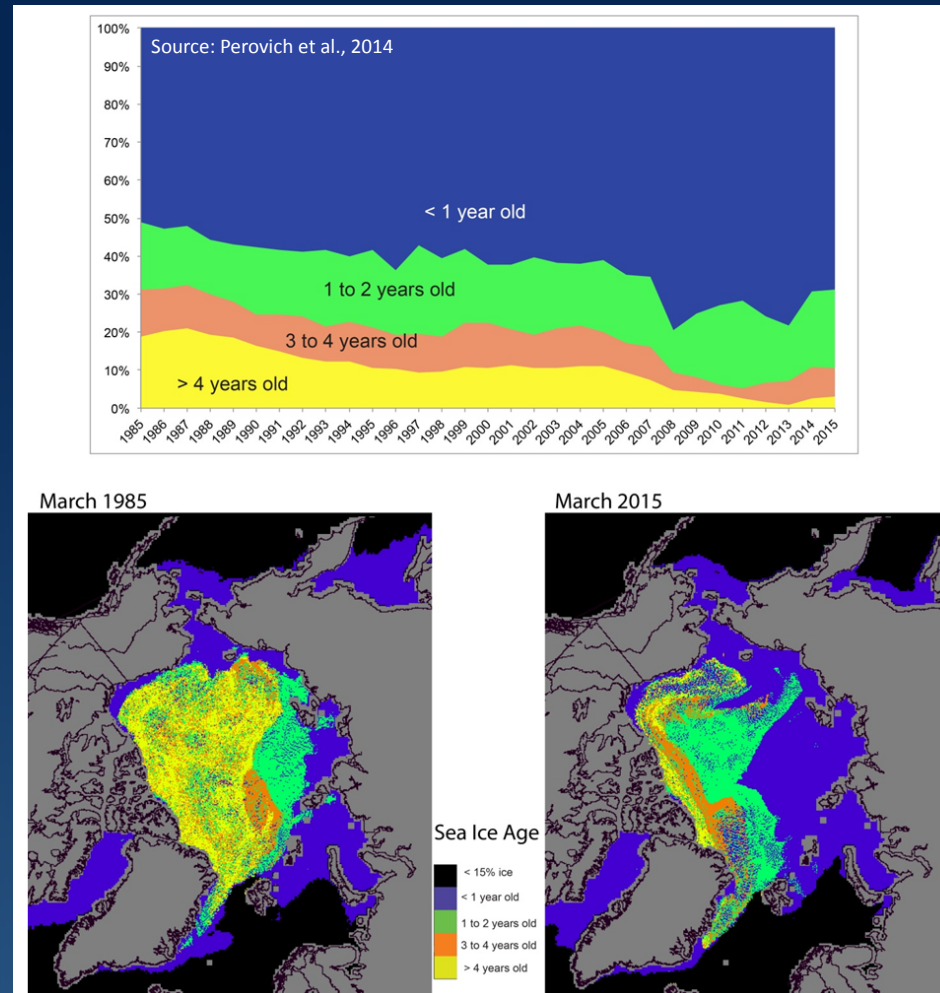 100%
Source: Perovich et al., 2014
90%
80%
70%
60%
50%
< 1 year old
40%
1 to 2 years old
30%
20%
3 to 4 years old
10%
> 4 years old
0%
1985 1986 1987 1988 1989 1990 1991 1992 1993 1994 1995 1996 1997 1998 1999 2000 2001 2002 2003 2004 2005 2006 2007 2008 2009 2010 2011 2012 2013 2014 2015
March 1985
March 2015
Sea Ice Age
< 15% ice
< 1 year old
1 to 2 years old
3 to 4 years old
> 4 years old